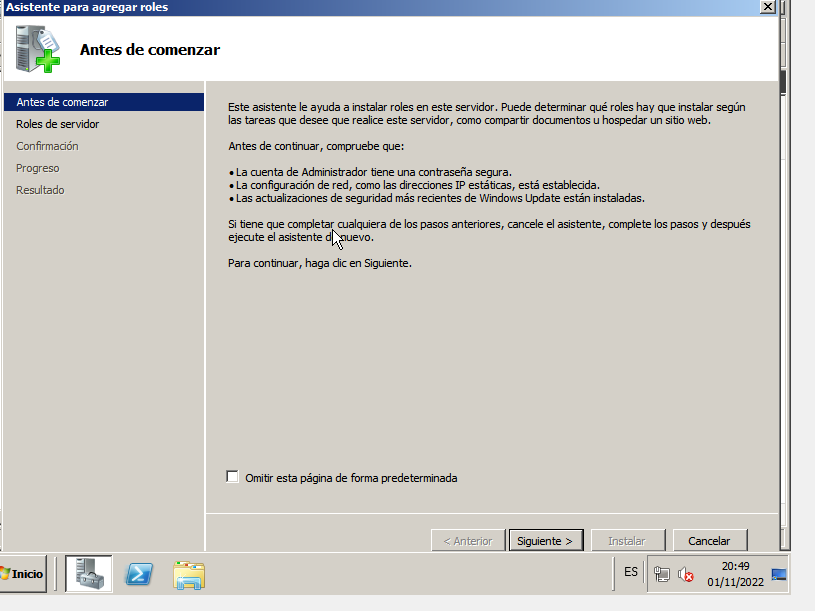 Asistente para agregar roles
Antes de comenzar
Antes de comenzar
Roles de servidor
Confirmación
Progreso
Resultado
Este asistente le ayuda a instalar roles en este servidor. Puede determinar qué roles hay que instalar según
las tareas que desee que realice este servidor, como compartir documentos u hospedar un sitio web.
Antes de continuar, compruebe que:
• La cuenta de Administrador tiene una contraseña segura.
• La configuración de red, como las direcciones IP estáticas, está establecida.
• Las actualizaciones de seguridad más recientes de Windows Update están instaladas.
Si tiene que completar cualquiera de los pasos anteriores, cancele el asistente, complete los pasos y después
ejecute el asistente de nuevo.
Para continuar, haga clic en Siguiente.
Omitir esta página de forma predeterminada
< Anterior
Siguiente >
Instalar
Cancelar
Inicio
ES
20:49
01/11/2022